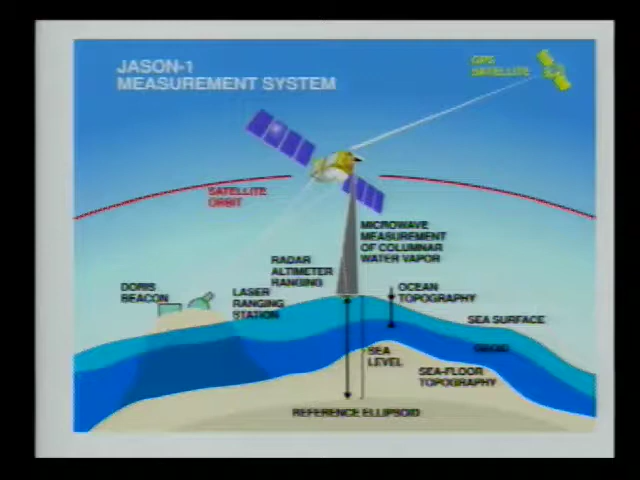 JASON-1
MEASUREMENT SYSTEM
GPS
SATELLITE
SATELLITE
ORBIT
MICROWAVE
MEASUREMENT
OF COLUMNAR
WATER VAPOR
RADAR
ALTIMETER
RANGING
DORIS
BEACON
LASER
RANGING
STATION
OCEAN
TOPOGRAPHY
SEA SURFACE
GEOID
SEA
LEVEL
SEA-FLOOR
TOPOGRAPHY
REFERENCE ELLIPSOID